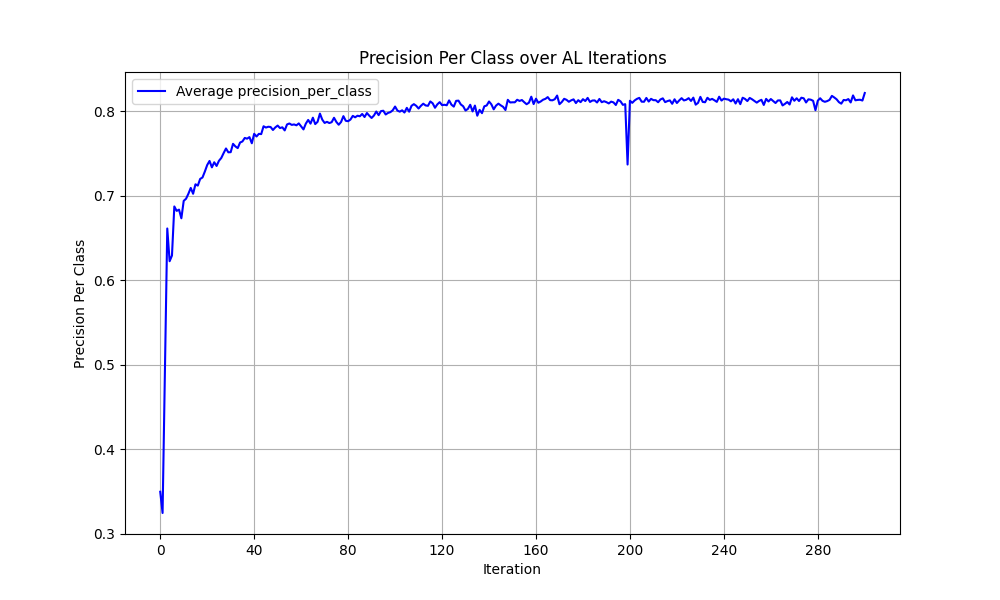 Precision Per Class over AL Iterations
Average precision_per_class
Precision Per Class
0.8
0.7
0.6
0.5
0.4
0.3
0 40 80 120 160 200 240 280
Iteration